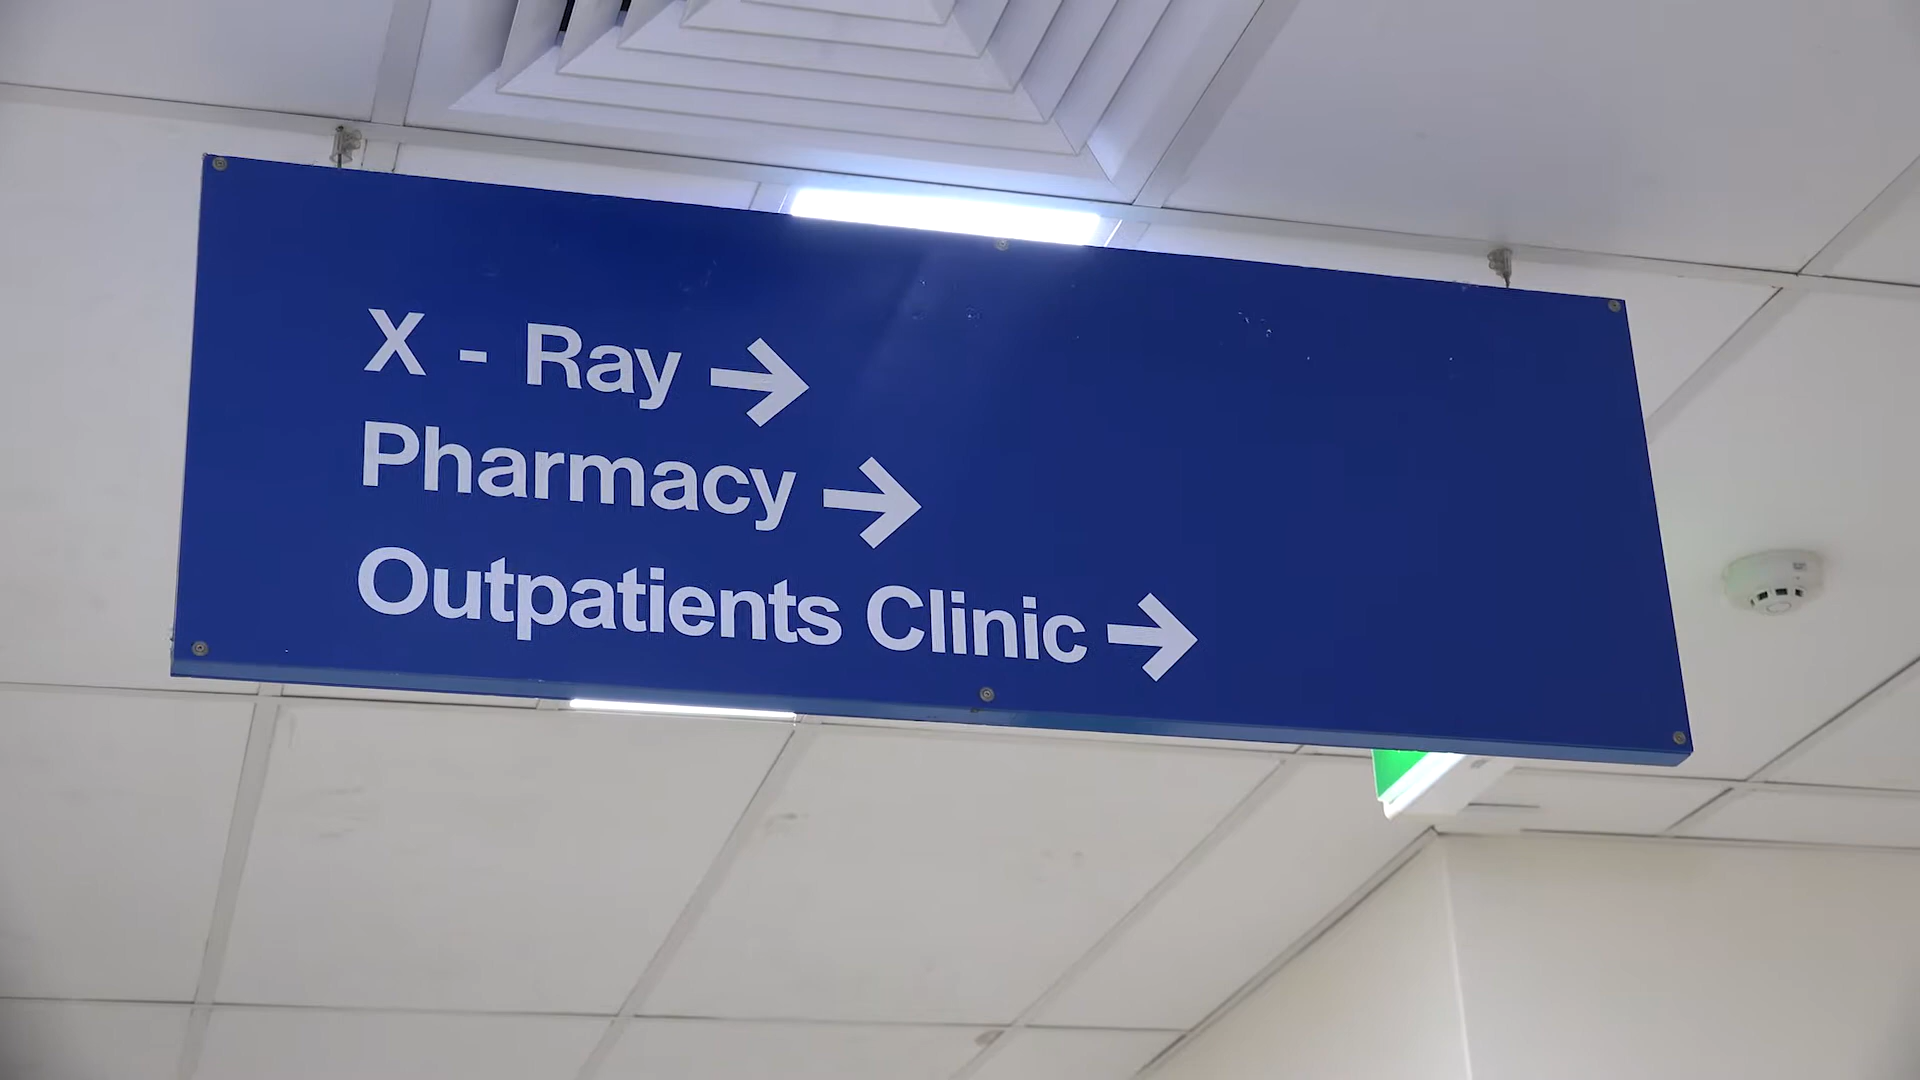 X - Ray →
Pharmacy →
Outpatients Clinic →